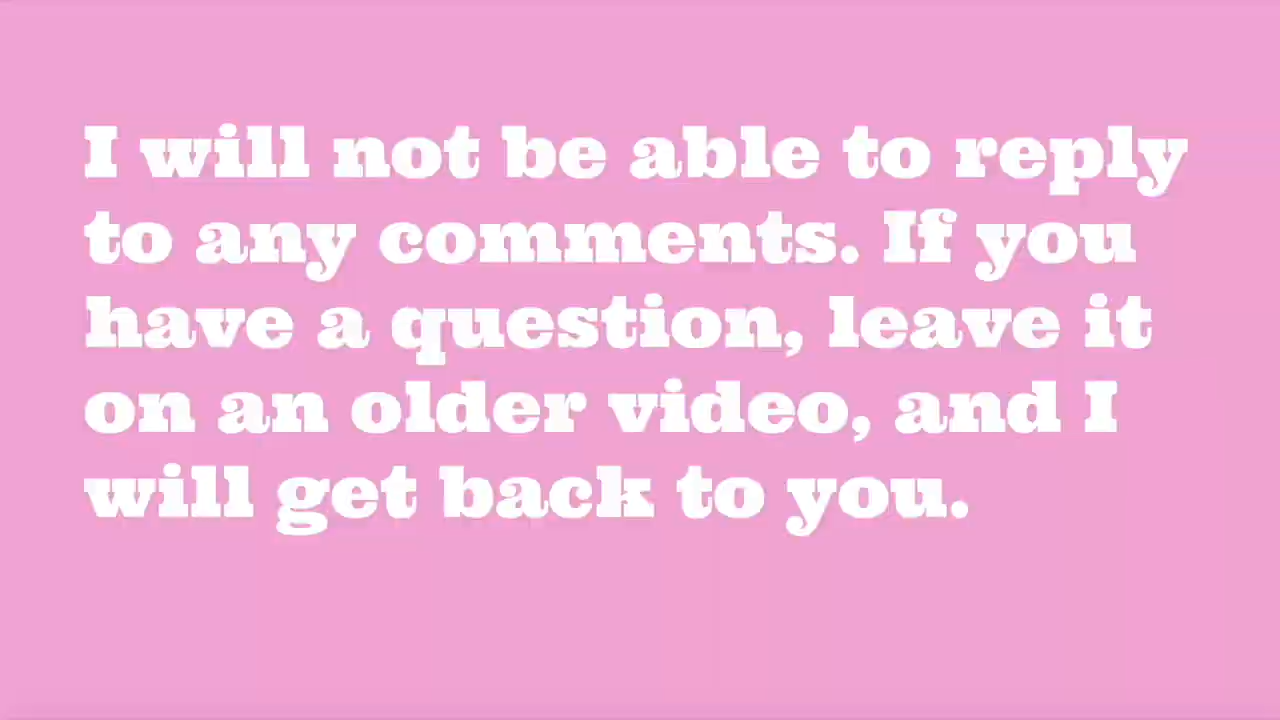 I will not be able to reply
to any comments. If you
have a question, leave it
on an older video, and I
will get back to you.